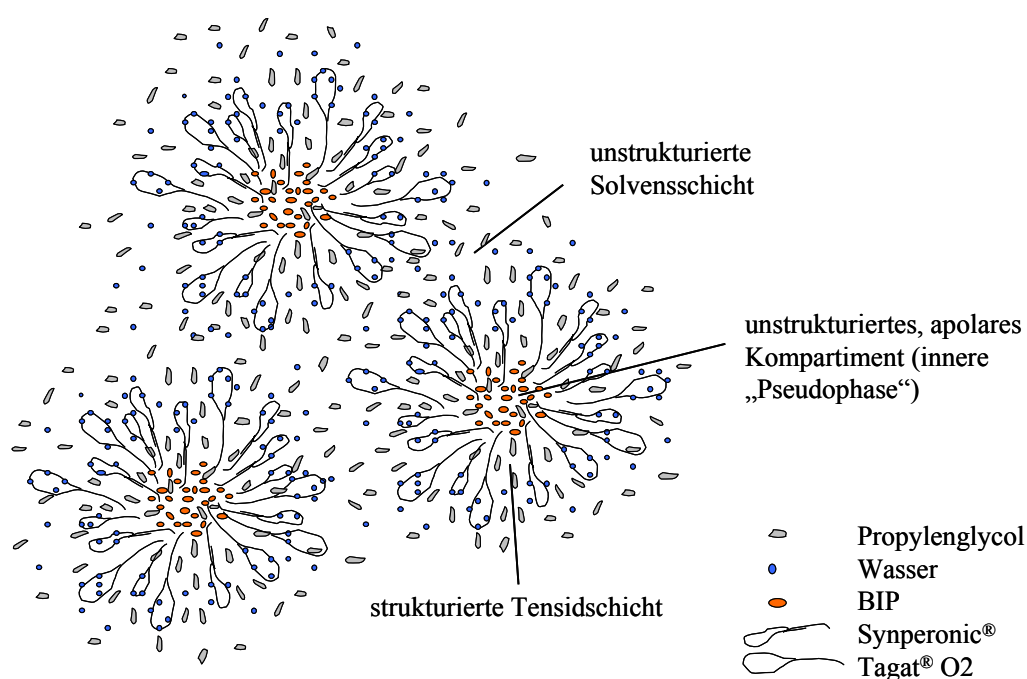 unstrukturierte
Solvensschicht
unstrukturiertes, apolares
Kompartiment (innere
„Pseudophase“)
strukturierte Tensidschicht
Propylenglycol
Wasser
BIP
Synperonic®
Tagat® O2